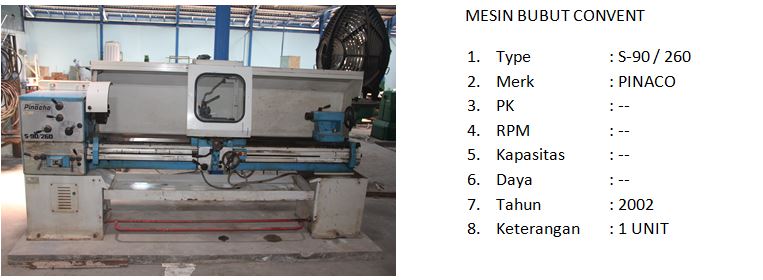 MESIN BUBUT CONVENT
1. Type : S-90 / 260
2. Merk : PINACO
3. PK : --
4. RPM : --
5. Kapasitas : --
6. Daya : --
7. Tahun : 2002
8. Keterangan : 1 UNIT
Pinacho
S-90/260